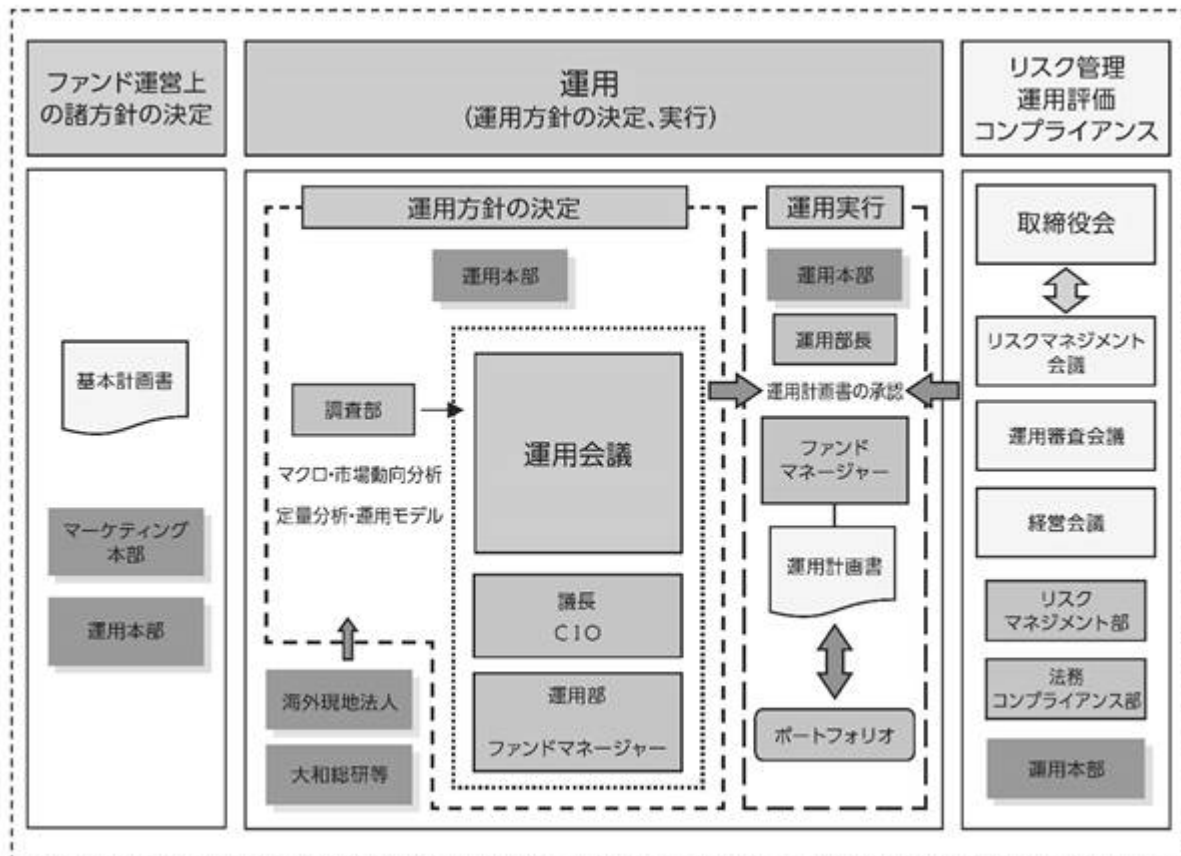 ファンド運営上
の諸方針の決定
運用
(運用方針の決定、実行)
リスク管理
運用評価
コンプライアンス
基本計画書
マーケティング
本部
運用本部
運用方針の決定
運用本部
調査部
マクロ・市場動向分析
定量分析・運用モデル
運用会議
議長
CIO
運用部
ファンドマネージャー
海外現地法人
大和総研等
運用実行
運用本部
運用部長
運用計画書の承認
ファンド
マネージャー
運用計画書
ポートフォリオ
取締役会
リスクマネジメント
会議
運用審査会議
経営会議
リスク
マネジメント部
法務
コンプライアンス部
運用本部